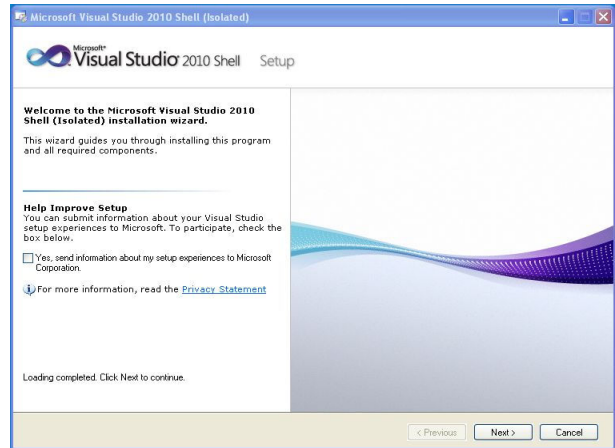 Microsoft Visual Studio 2010 Shell (Isolated)
Microsoft®
Visual Studio® 2010 Shell Setup
Welcome to the Microsoft Visual Studio 2010
Shell (Isolated) installation wizard.
This wizard guides you through installing this program
and all required components.
Help Improve Setup
You can submit information about your Visual Studio
setup experiences to Microsoft. To participate, check the
box below.
Yes, send information about my setup experiences to Microsoft
Corporation.
For more information, read the Privacy Statement
Loading completed. Click Next to continue.
< Previous Next > Cancel